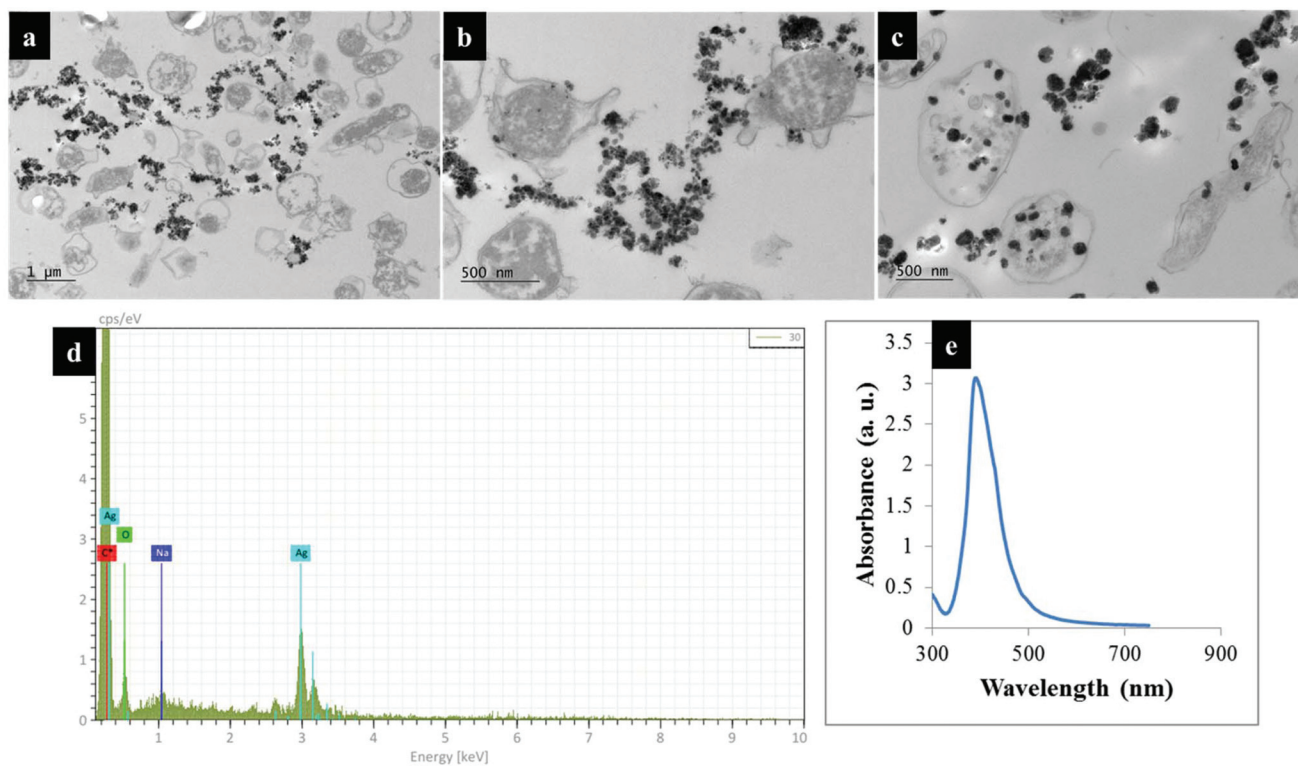 a
b
c
1 µm
500 nm
500 nm
d
cps/eV
30
5
4
3
2
1
0
Ag
O
C*
Na
Ag
1
2
3
4
5
6
7
8
9
10
Energy [keV]
e
Absorbance (a. u.)
3.5
3
2.5
2
1.5
1
0.5
0
300
500
700
900
Wavelength (nm)